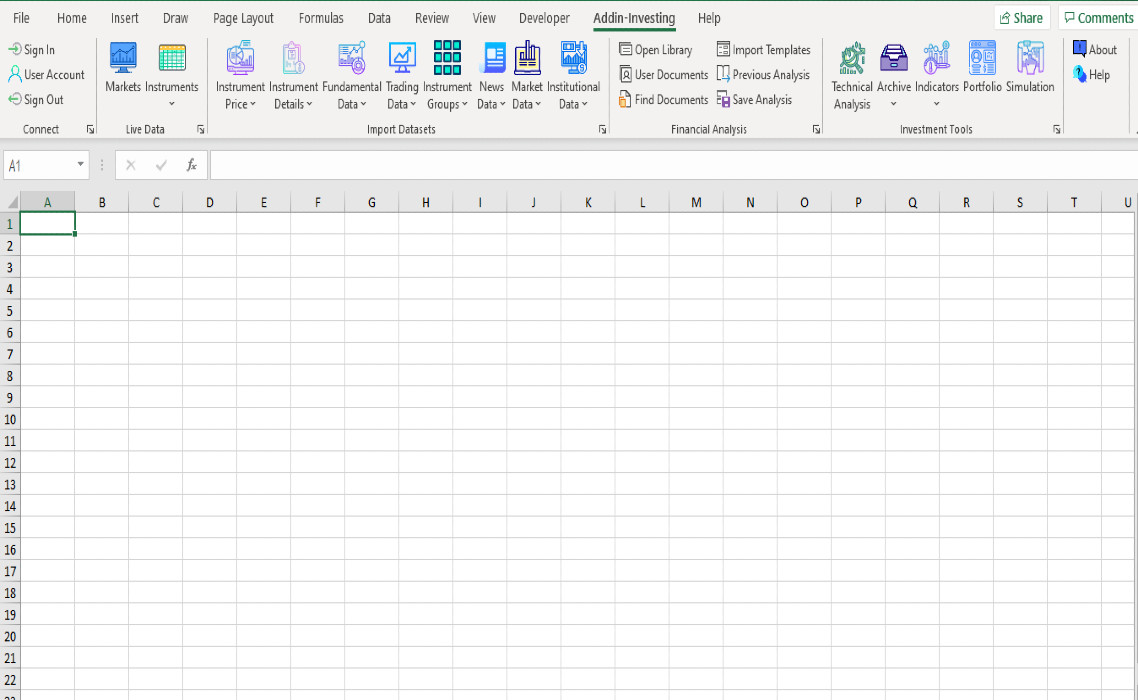 File Home Insert Draw Page Layout Formulas Data Review View Developer Addin-Investing Help Share Comments
Sign In
User Account
Sign Out
Connect
Markets Instruments
Live Data
Instrument Price
Instrument Details
Fundamental Data
Trading Data
Instrument Groups
News Data
Market Data
Institutional Data
Import Datasets
Open Library
User Documents
Find Documents
Import Templates
Previous Analysis
Save Analysis
Financial Analysis
Technical Analysis
Archive
Indicators
Portfolio
Simulation
Investment Tools
About
Help
A1 fx
A B C D E F G H I J K L M N O P Q R S T U
1
2
3
4
5
6
7
8
9
10
11
12
13
14
15
16
17
18
19
20
21
22